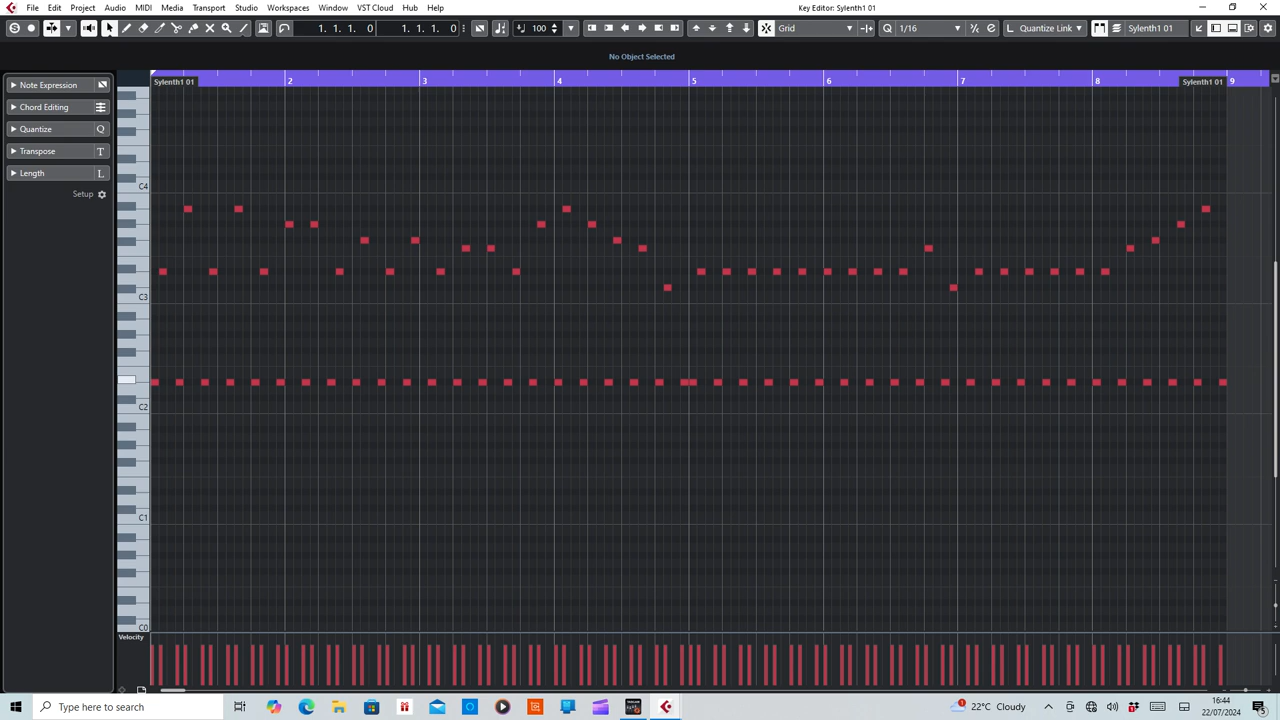 File Edit Project Audio MIDI Media Transport Studio Workspaces Window VST Cloud Hub Help
Key Editor: Sylenth1 01
1. 1. 1. 0 1. 1. 1. 0 100 Grid Q 1/16 L Quantize Link Sylenth1 01
No Object Selected
Sylenth1 01 2 3 4 5 6 7 8 Sylenth1 01 9
Note Expression
Chord Editing
Quantize Q
Transpose T
Length L
Setup
C4
C3
C2
C1
C0
Velocity
Type here to search
22°C Cloudy
16:44
22/07/2024